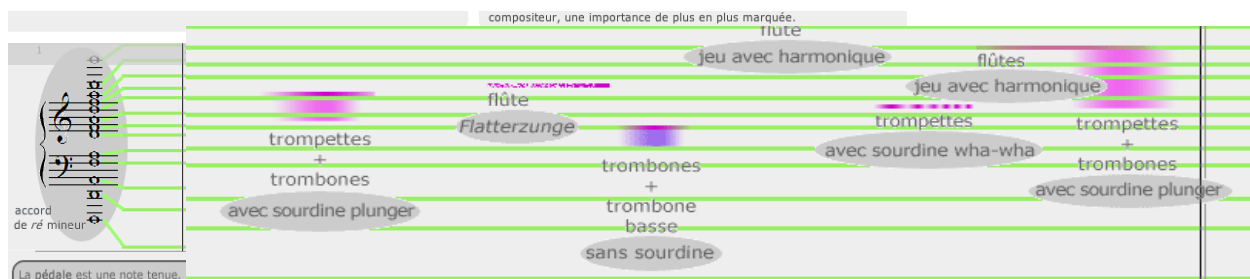 compositeur, une importance de plus en plus marquée.
1
accord
de ré mineur
La pédale est une note tenue.
trompettes
+
trombones
avec sourdine plunger
flûte
Flatterzunge
trombones
+
trombone
basse
sans sourdine
flûte
jeu avec harmonique
trompettes
avec sourdine wha-wha
flûtes
jeu avec harmonique
trompettes
+
trombones
avec sourdine plunger